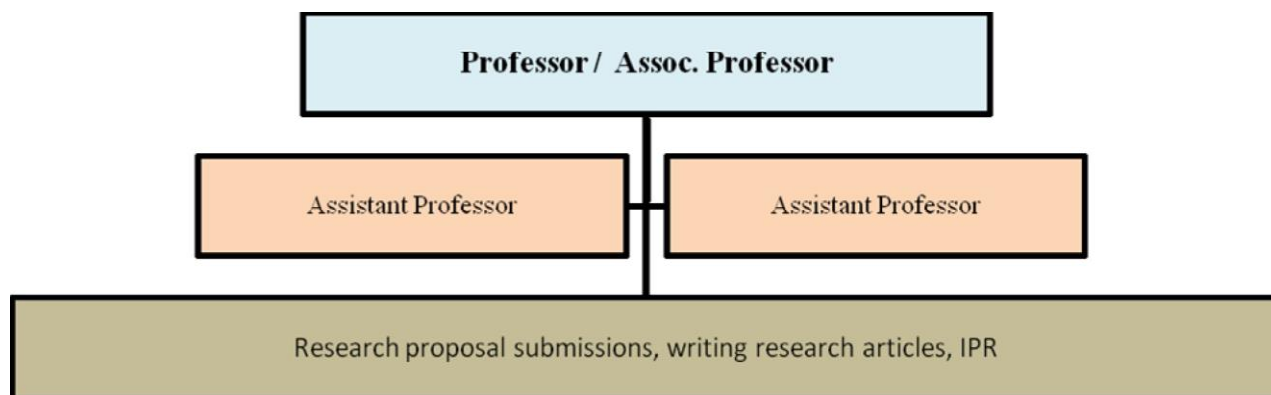 Professor / Assoc. Professor
Assistant Professor
Assistant Professor
Research proposal submissions, writing research articles, IPR